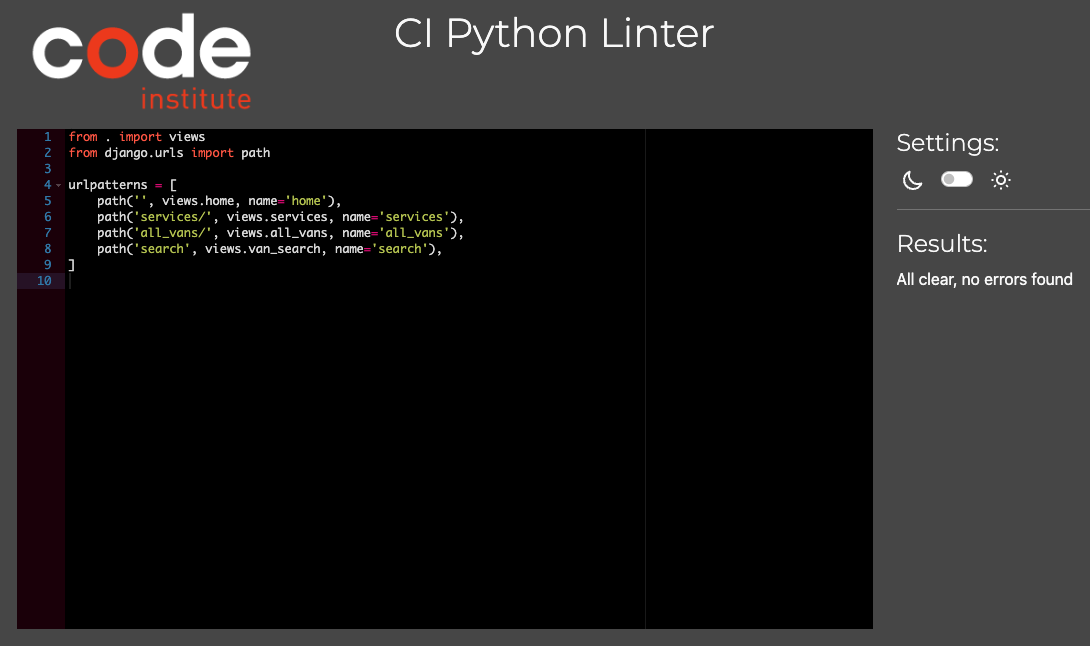 code
institute
CI Python Linter
1 from . import views
2 from django.urls import path
3
4 urlpatterns = [
5     path('', views.home, name='home'),
6     path('services/', views.services, name='services'),
7     path('all_vans/', views.all_vans, name='all_vans'),
8     path('search', views.van_search, name='search'),
9 ]
10
Settings:
Results:
All clear, no errors found